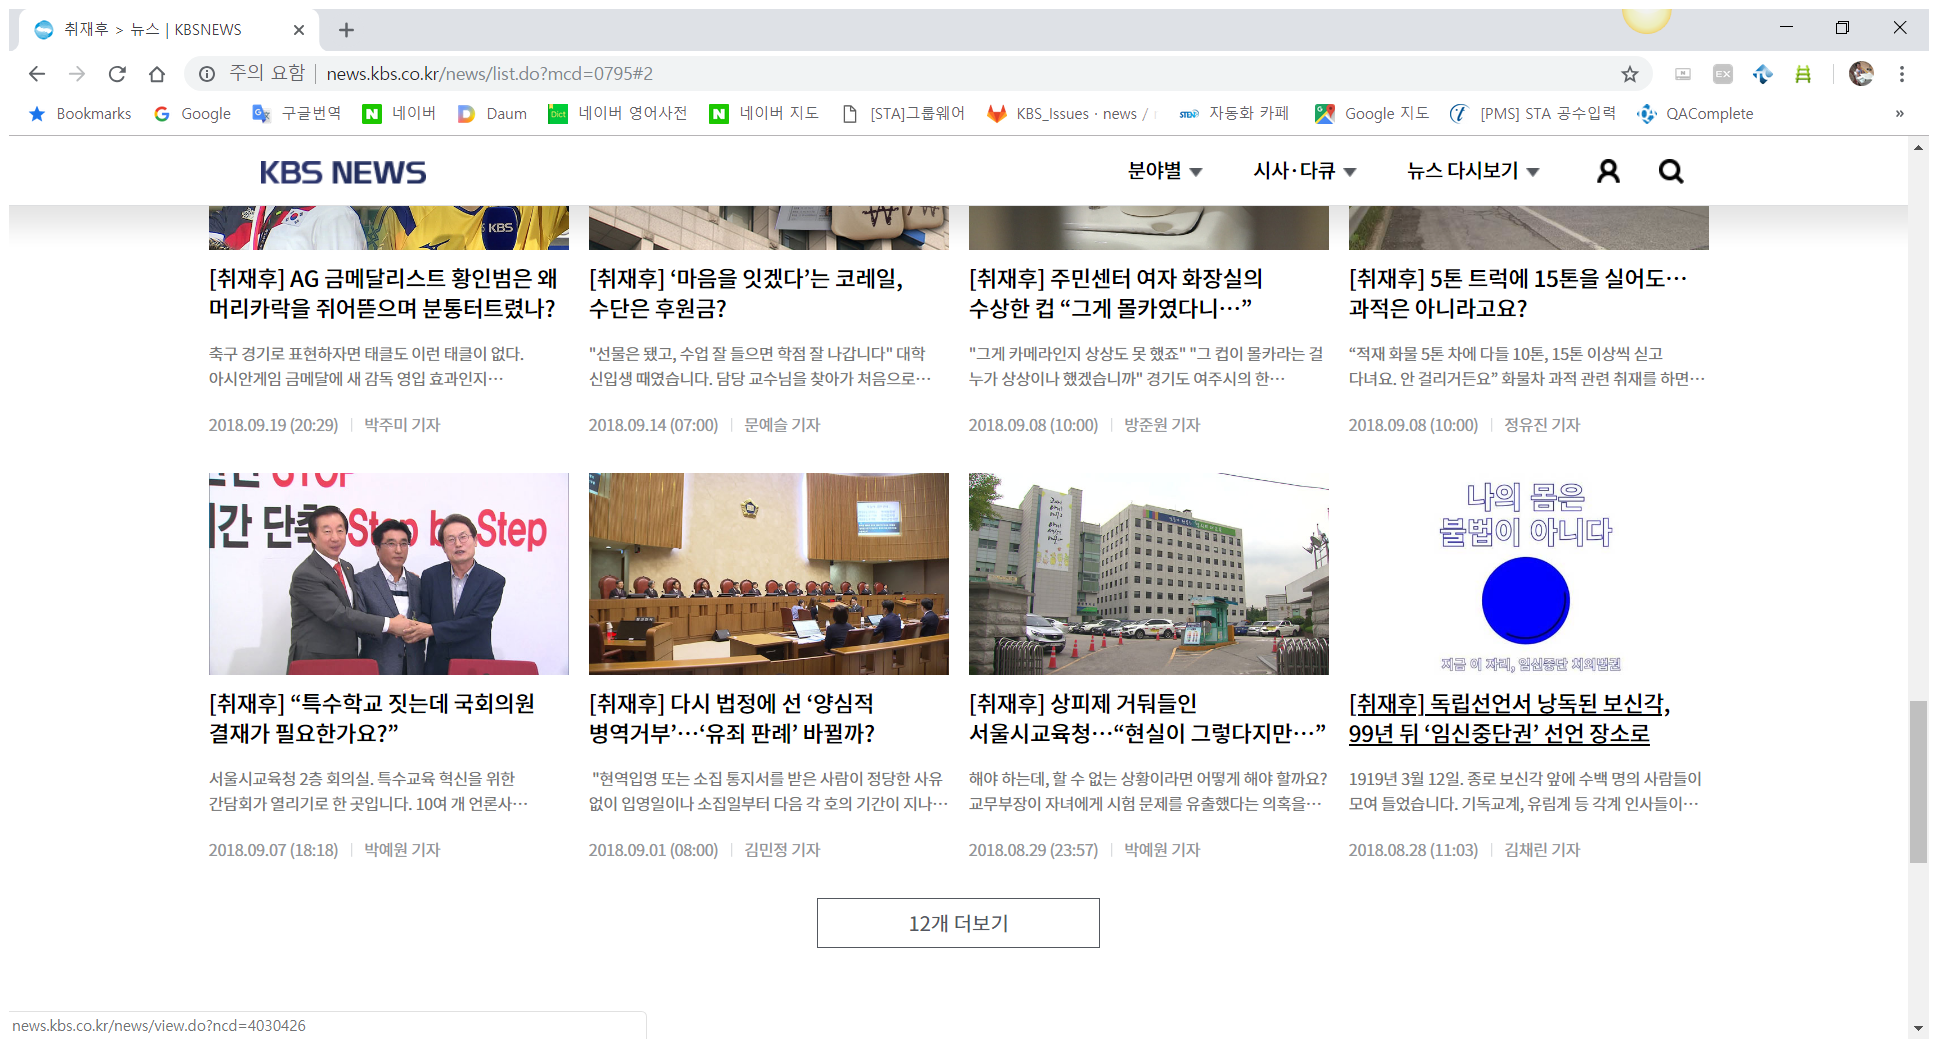 취재후 > 뉴스 | KBSNEWS
주의 요함 | news.kbs.co.kr/news/list.do?mcd=0795#2
EX
Bookmarks Google 구글번역 네이버 Daum 네이버 영어사전 네이버 지도 [STA]그룹웨어 KBS_Issues · news / 자동화 카페 Google 지도 [PMS] STA 공수입력 QAComplete »
KBS NEWS 분야별 시사·다큐 뉴스 다시보기
KBS
[취재후] AG 금메달리스트 황인범은 왜
머리카락을 쥐어뜯으며 분통터트렸나?
축구 경기로 표현하자면 태클도 이런 태클이 없다.
아시안게임 금메달에 새 감독 영입 효과인지…
2018.09.19 (20:29) | 박주미 기자
[취재후] ‘마음을 잇겠다’는 코레일,
수단은 후원금?
"선물은 됐고, 수업 잘 들으면 학점 잘 나갑니다" 대학
신입생 때였습니다. 담당 교수님을 찾아가 처음으로…
2018.09.14 (07:00) | 문예슬 기자
[취재후] 주민센터 여자 화장실의
수상한 컵 “그게 몰카였다니…”
"그게 카메라인지 상상도 못 했죠" "그 컵이 몰카라는 걸
누가 상상이나 했겠습니까" 경기도 여주시의 한…
2018.09.08 (10:00) | 방준원 기자
[취재후] 5톤 트럭에 15톤을 실어도…
과적은 아니라고요?
“적재 화물 5톤 차에 다들 10톤, 15톤 이상씩 싣고
다녀요. 안 걸리거든요” 화물차 과적 관련 취재를 하면…
2018.09.08 (10:00) | 정유진 기자
STOP
시간 단축 Step by Step
[취재후] “특수학교 짓는데 국회의원
결재가 필요한가요?”
서울시교육청 2층 회의실. 특수교육 혁신을 위한
간담회가 열리기로 한 곳입니다. 10여 개 언론사…
2018.09.07 (18:18) | 박예원 기자
[취재후] 다시 법정에 선 ‘양심적
병역거부’…‘유죄 판례’ 바뀔까?
"현역입영 또는 소집 통지서를 받은 사람이 정당한 사유
없이 입영일이나 소집일부터 다음 각 호의 기간이 지나…
2018.09.01 (08:00) | 김민정 기자
[취재후] 상피제 거둬들인
서울시교육청…“현실이 그렇다지만…”
해야 하는데, 할 수 없는 상황이라면 어떻게 해야 할까요?
교무부장이 자녀에게 시험 문제를 유출했다는 의혹을…
2018.08.29 (23:57) | 박예원 기자
나의 몸은
불법이 아니다
지금 이 자리, 임신중단 치외법권
[취재후] 독립선언서 낭독된 보신각,
99년 뒤 ‘임신중단권’ 선언 장소로
1919년 3월 12일. 종로 보신각 앞에 수백 명의 사람들이
모여 들었습니다. 기독교계, 유림계 등 각계 인사들이…
2018.08.28 (11:03) | 김채린 기자
12개 더보기
news.kbs.co.kr/news/view.do?ncd=4030426